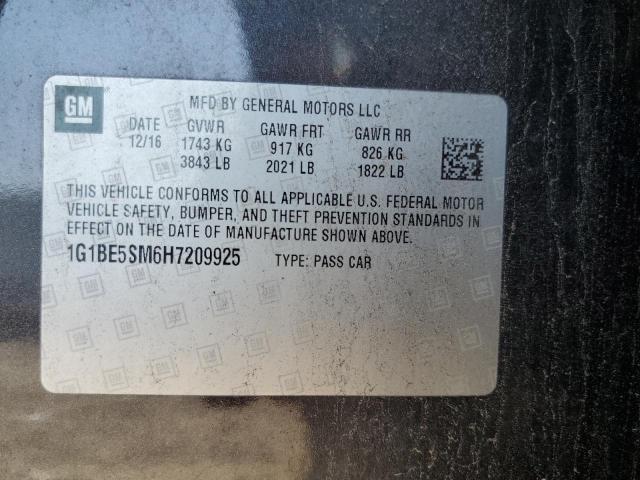 GM
MFD BY GENERAL MOTORS LLC
DATE GVWR GAWR FRT GAWR RR
12/16 1743 KG 917 KG 826 KG
3843 LB 2021 LB 1822 LB
THIS VEHICLE CONFORMS TO ALL APPLICABLE U.S. FEDERAL MOTOR
VEHICLE SAFETY, BUMPER, AND THEFT PREVENTION STANDARDS IN
EFFECT ON THE DATE OF MANUFACTURE SHOWN ABOVE.
1G1BE5SM6H7209925 TYPE: PASS CAR